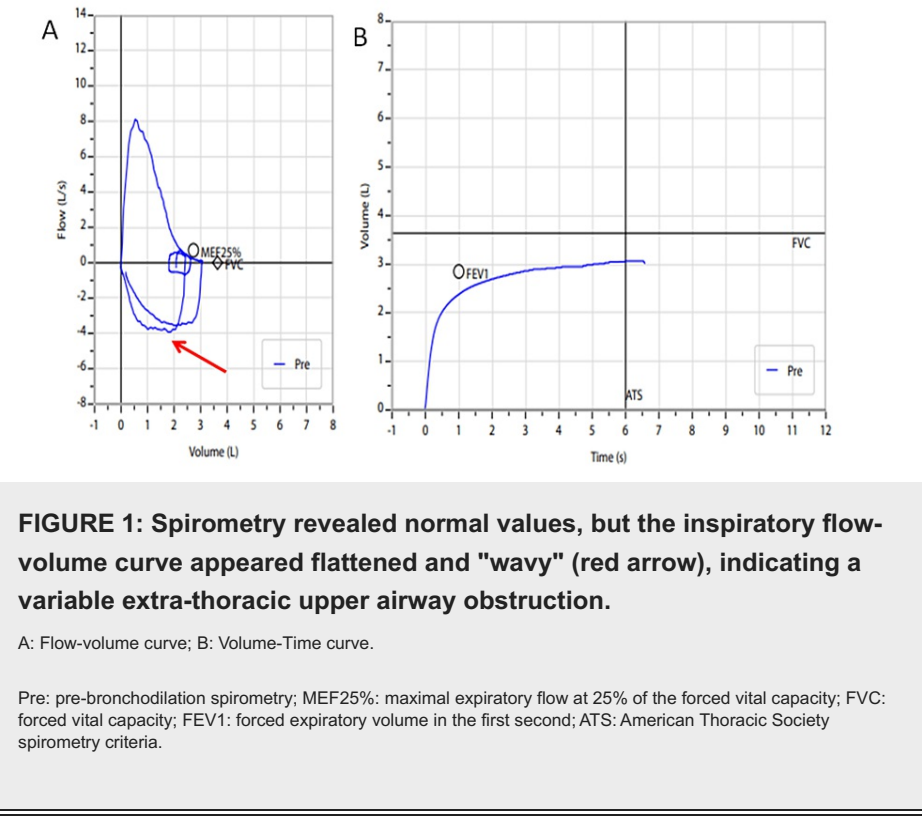 A
14
12
10
8
6
4
2
0
-2
-4
-6
-8
Flow (L/s)
MEF25%
FVC
Pre
-1 0 1 2 3 4 5 6 7 8
Volume (L)
B
8
7
6
5
4
3
2
1
0
Volume (L)
FVC
FEV1
Pre
ATS
-1 0 1 2 3 4 5 6 7 8 9 10 11 12
Time (s)
FIGURE 1: Spirometry revealed normal values, but the inspiratory flow-
volume curve appeared flattened and "wavy" (red arrow), indicating a
variable extra-thoracic upper airway obstruction.
A: Flow-volume curve; B: Volume-Time curve.
Pre: pre-bronchodilation spirometry; MEF25%: maximal expiratory flow at 25% of the forced vital capacity; FVC:
forced vital capacity; FEV1: forced expiratory volume in the first second; ATS: American Thoracic Society
spirometry criteria.